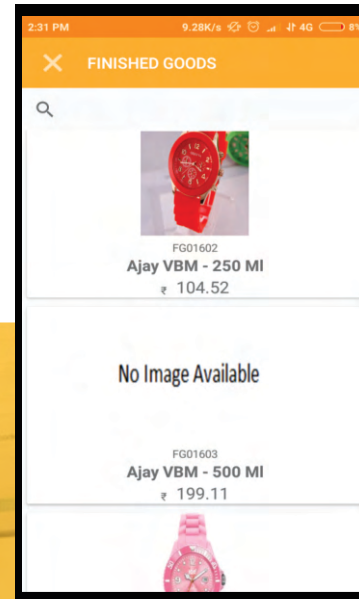 2:31 PM 9.28K/s 4G 8%
FINISHED GOODS
FG01602
Ajay VBM - 250 Ml
₹ 104.52
No Image Available
FG01603
Ajay VBM - 500 Ml
₹ 199.11